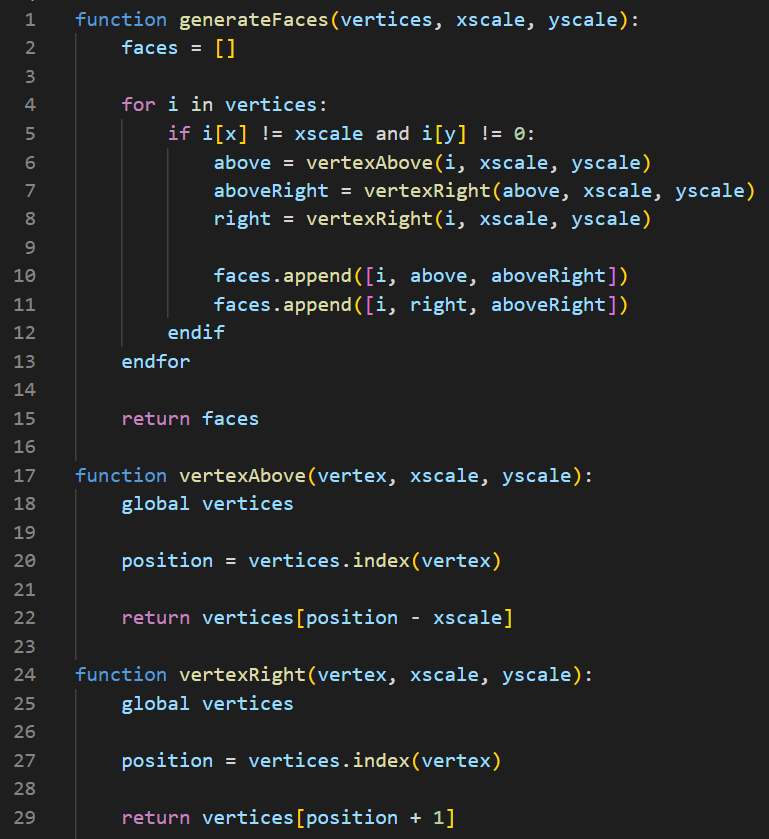 1 function generateFaces(vertices, xscale, yscale):
2     faces = []
3
4     for i in vertices:
5         if i[x] != xscale and i[y] != 0:
6             above = vertexAbove(i, xscale, yscale)
7             aboveRight = vertexRight(above, xscale, yscale)
8             right = vertexRight(i, xscale, yscale)
9
10             faces.append([i, above, aboveRight])
11             faces.append([i, right, aboveRight])
12         endif
13     endfor
14
15     return faces
16
17 function vertexAbove(vertex, xscale, yscale):
18     global vertices
19
20     position = vertices.index(vertex)
21
22     return vertices[position - xscale]
23
24 function vertexRight(vertex, xscale, yscale):
25     global vertices
26
27     position = vertices.index(vertex)
28
29     return vertices[position + 1]